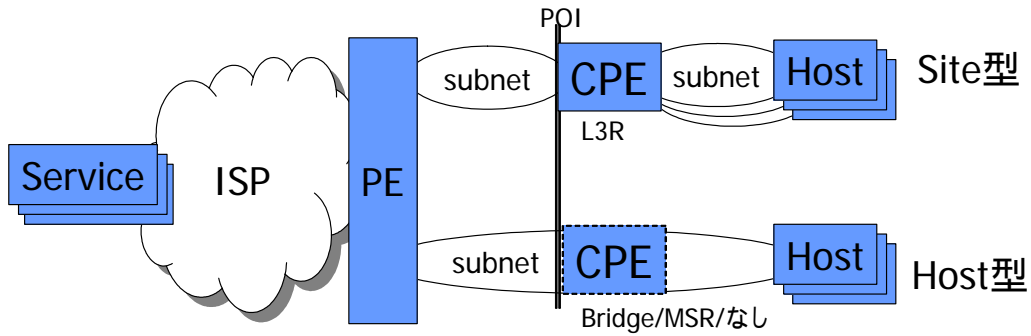 POI
subnet
CPE
subnet
Host
Site型
L3R
Service
ISP
PE
subnet
CPE
Host
Host型
Bridge/MSR/なし